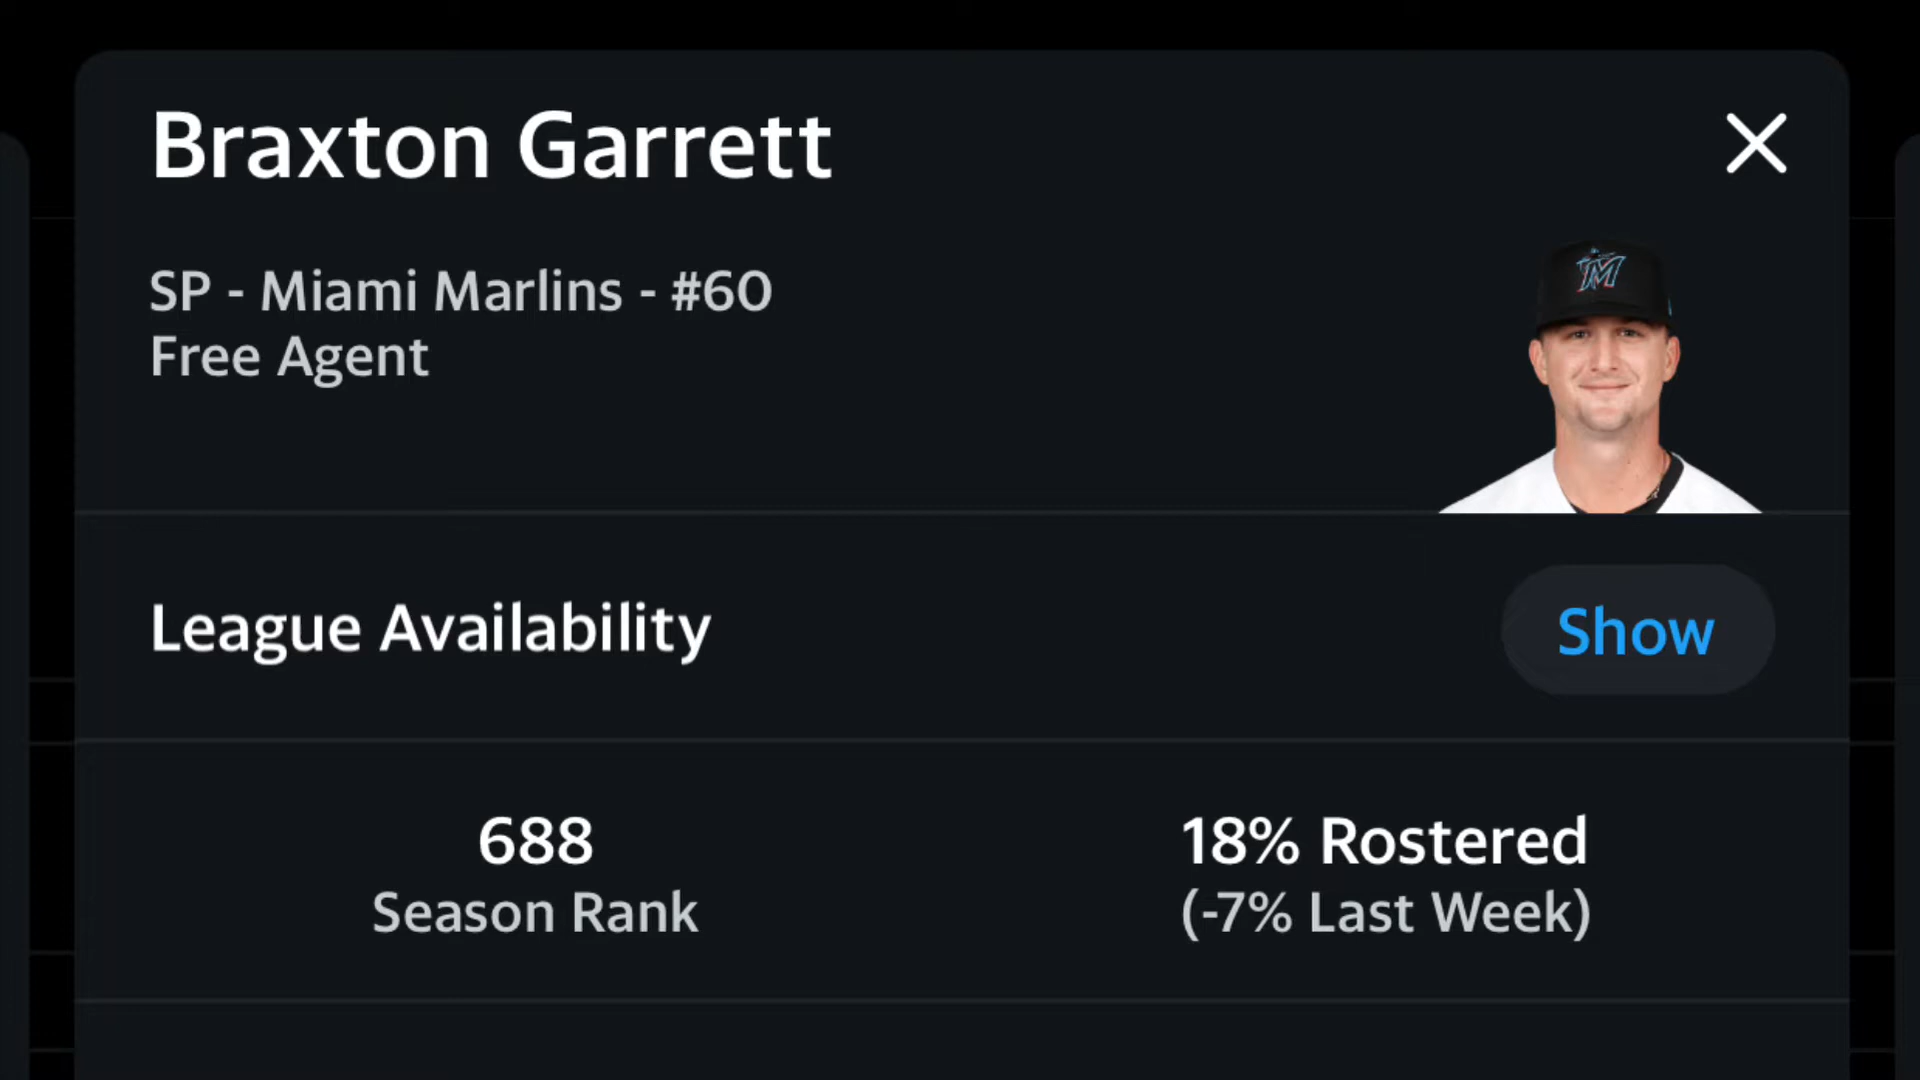 Braxton Garrett
SP - Miami Marlins - #60
Free Agent
League Availability
Show
688
Season Rank
18% Rostered
(-7% Last Week)